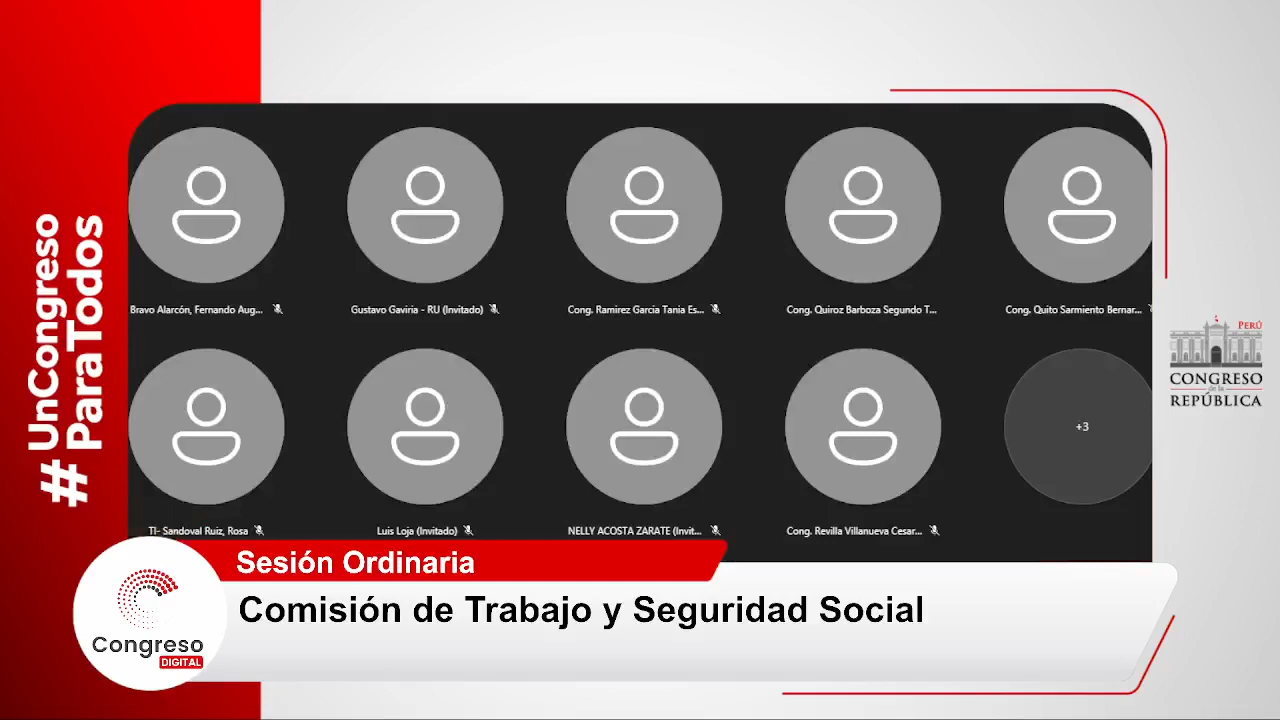 #UnCongreso
ParaTodos
Bravo Alarcón, Fernando Aug...
Gustavo Gaviria - RU (Invitado)
Cong. Ramirez Garcia Tania Es...
Cong. Quiroz Barboza Segundo T...
Cong. Quito Sarmiento Bernar...
TI- Sandoval Ruiz, Rosa
Luis Loja (Invitado)
NELLY ACOSTA ZARATE (Invit...
Cong. Revilla Villanueva Cesar...
+3
PERÚ
CONGRESO
de la
REPÚBLICA
Sesión Ordinaria
Comisión de Trabajo y Seguridad Social
Congreso
DIGITAL